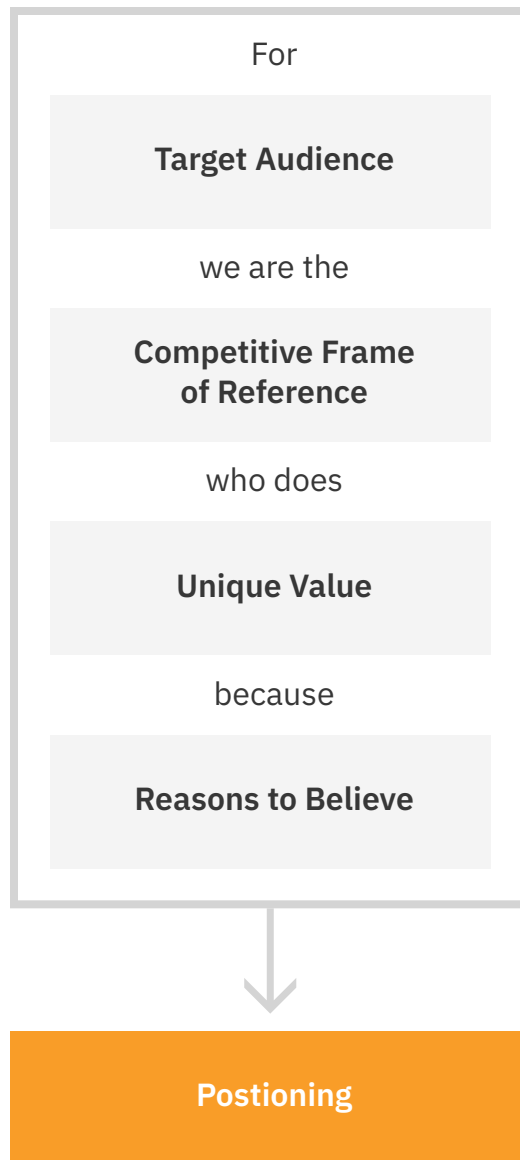 For
Target Audience
we are the
Competitive Frame
of Reference
who does
Unique Value
because
Reasons to Believe
Postioning